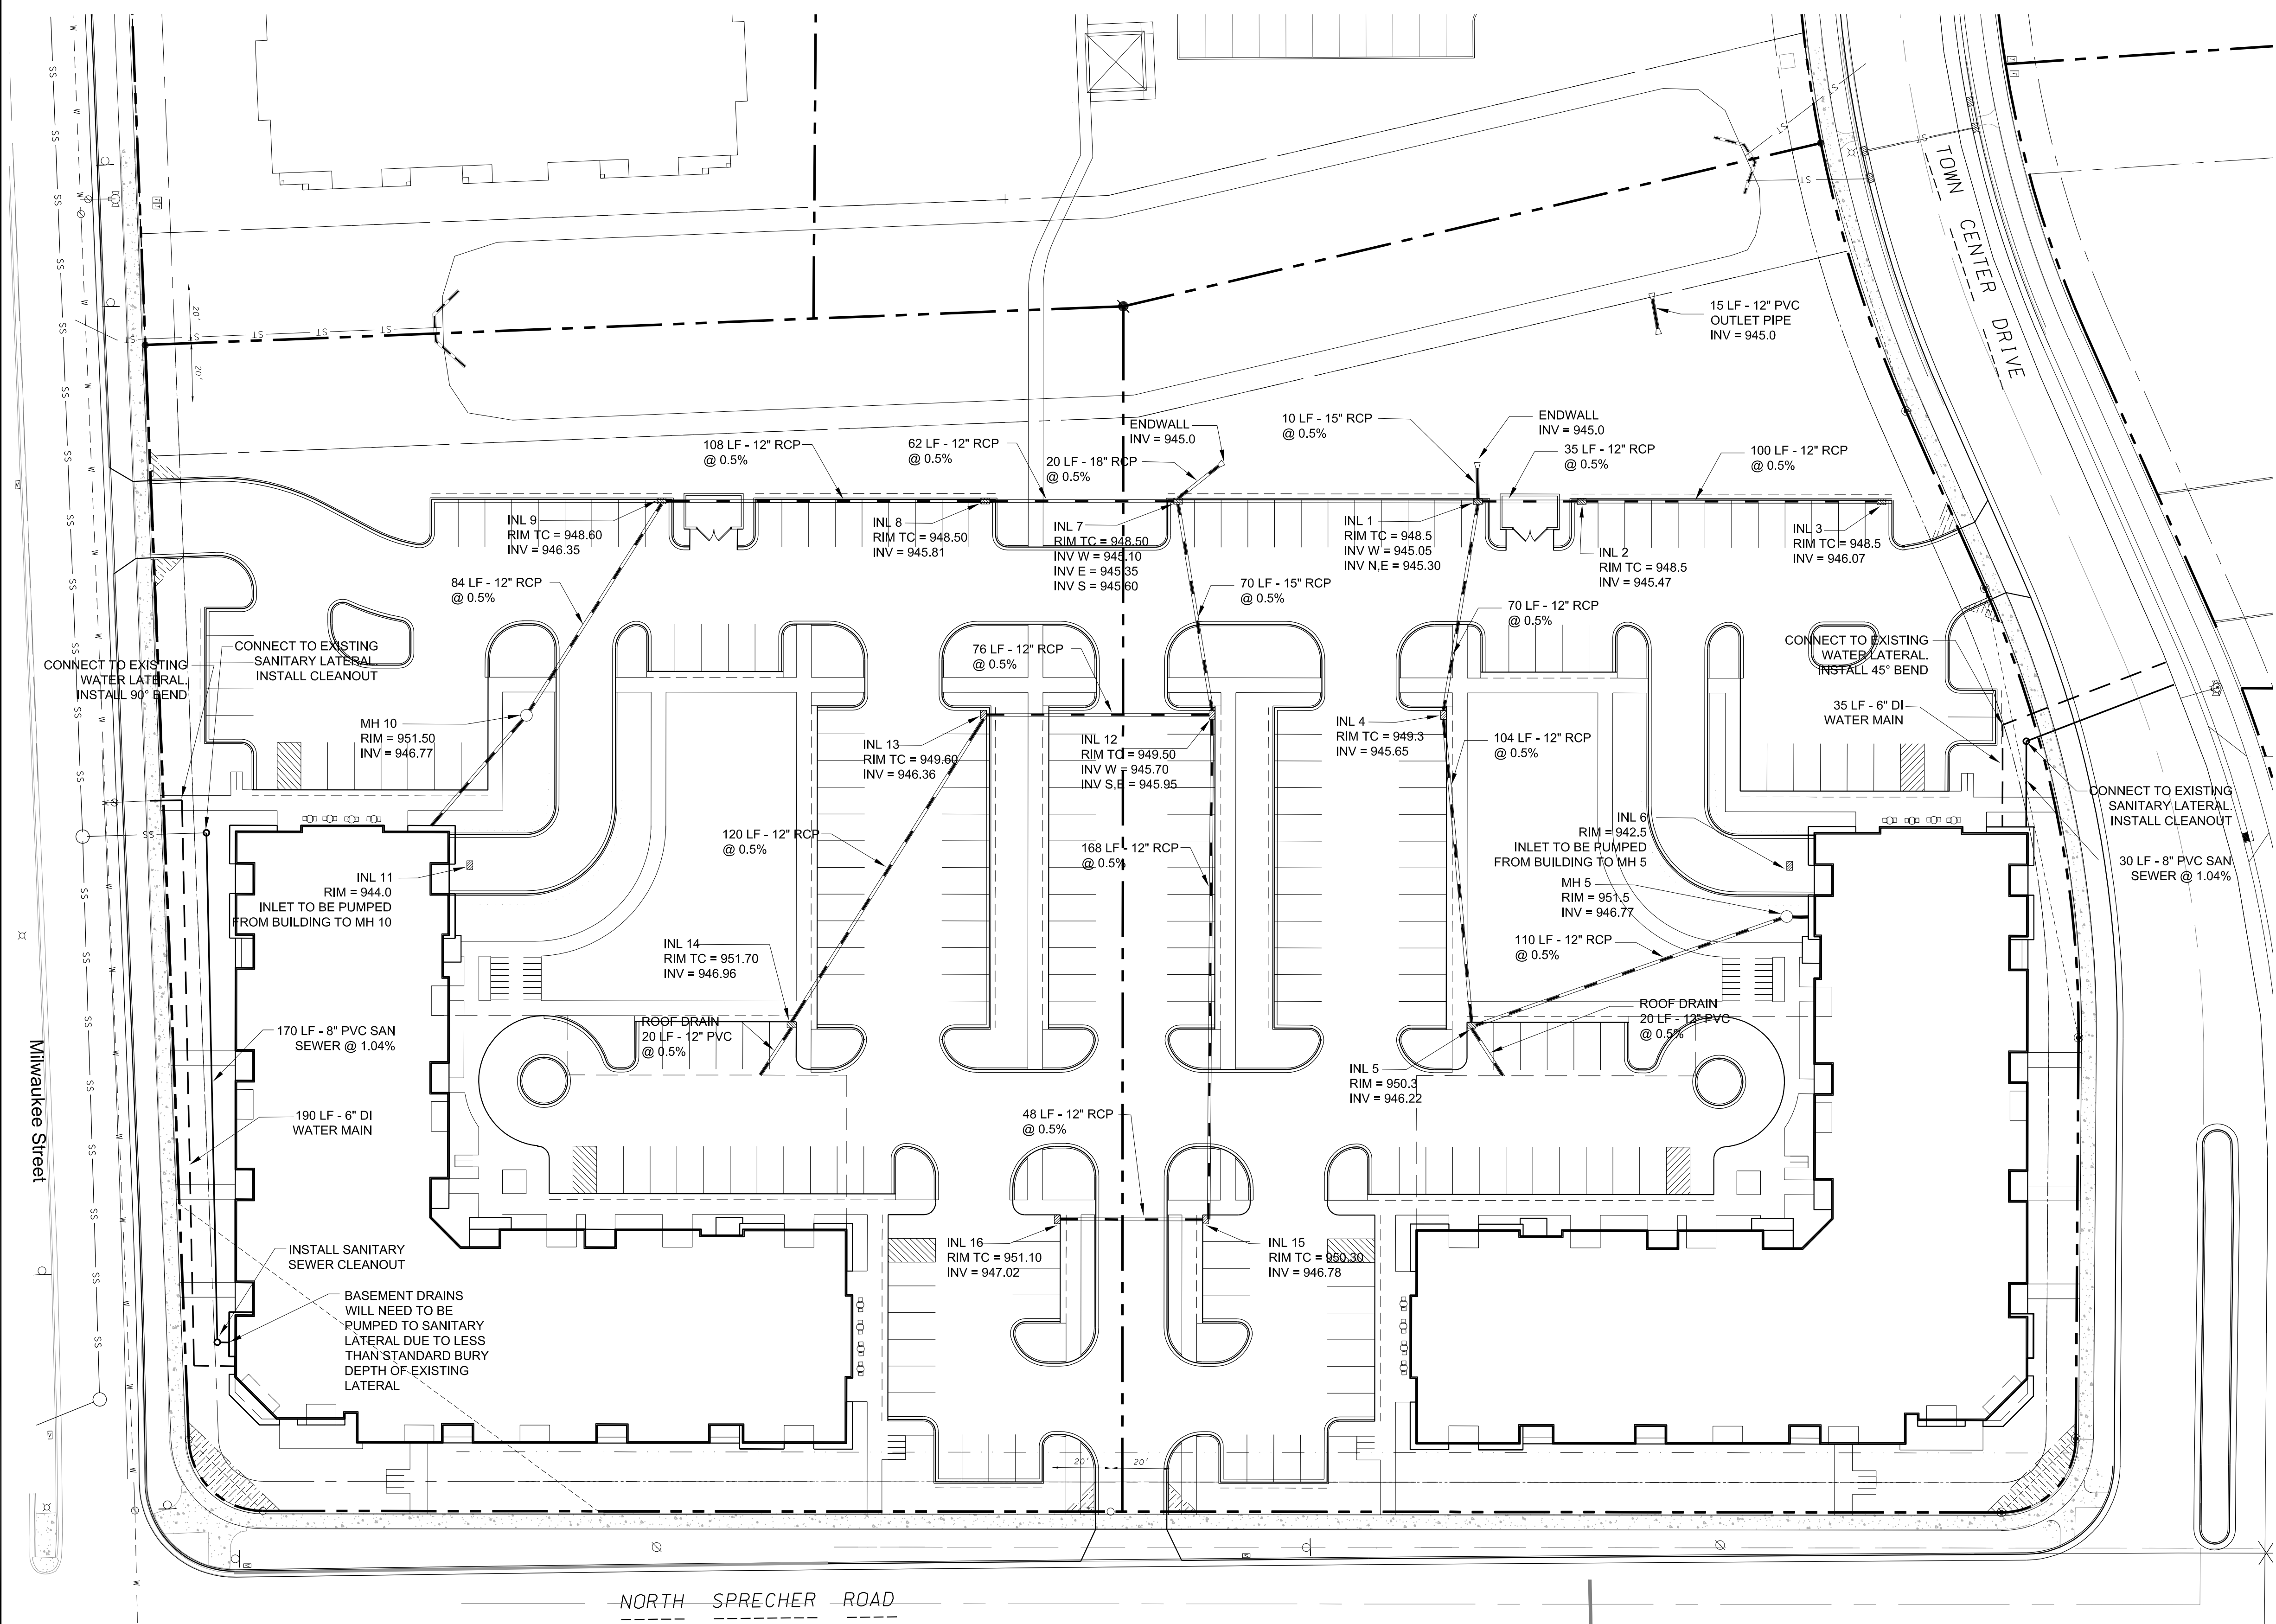 TOWN CENTER DRIVE
15 LF - 12" PVC
OUTLET PIPE
INV = 945.0
20'
20'
ST
ST
ST
ST
ST
ST
ST
ST
108 LF - 12" RCP
@ 0.5%
62 LF - 12" RCP
@ 0.5%
20 LF - 18" RCP
@ 0.5%
ENDWALL
INV = 945.0
10 LF - 15" RCP
@ 0.5%
ENDWALL
INV = 945.0
35 LF - 12" RCP
@ 0.5%
100 LF - 12" RCP
@ 0.5%
INL 9
RIM TC = 948.60
INV = 946.35
INL 8
RIM TC = 948.50
INV = 945.81
INL 7
RIM TC = 948.50
INV W = 945.10
INV E = 945.35
INV S = 945.60
INL 1
RIM TC = 948.5
INV W = 945.05
INV N,E = 945.30
INL 2
RIM TC = 948.5
INV = 945.47
INL 3
RIM TC = 948.5
INV = 946.07
84 LF - 12" RCP
@ 0.5%
70 LF - 15" RCP
@ 0.5%
70 LF - 12" RCP
@ 0.5%
CONNECT TO EXISTING
SANITARY LATERAL.
INSTALL CLEANOUT
CONNECT TO EXISTING
WATER LATERAL.
INSTALL 90° BEND
76 LF - 12" RCP
@ 0.5%
CONNECT TO EXISTING
WATER LATERAL.
INSTALL 45° BEND
35 LF - 6" DI
WATER MAIN
MH 10
RIM = 951.50
INV = 946.77
INL 13
RIM TC = 949.60
INV = 946.36
INL 12
RIM TC = 949.50
INV W = 945.70
INV S,E = 945.95
INL 4
RIM TC = 949.3
INV = 945.65
104 LF - 12" RCP
@ 0.5%
CONNECT TO EXISTING
SANITARY LATERAL.
INSTALL CLEANOUT
30 LF - 8" PVC SAN
SEWER @ 1.04%
120 LF - 12" RCP
@ 0.5%
168 LF - 12" RCP
@ 0.5%
INL 6
RIM = 942.5
INLET TO BE PUMPED
FROM BUILDING TO MH 5
INL 11
RIM = 944.0
INLET TO BE PUMPED
FROM BUILDING TO MH 10
MH 5
RIM = 951.5
INV = 946.77
INL 14
RIM TC = 951.70
INV = 946.96
110 LF - 12" RCP
@ 0.5%
ROOF DRAIN
20 LF - 12" PVC
@ 0.5%
ROOF DRAIN
20 LF - 12" PVC
@ 0.5%
170 LF - 8" PVC SAN
SEWER @ 1.04%
INL 5
RIM = 950.3
INV = 946.22
190 LF - 6" DI
WATER MAIN
48 LF - 12" RCP
@ 0.5%
Milwaukee Street
INL 16
RIM TC = 951.10
INV = 947.02
INL 15
RIM TC = 950.30
INV = 946.78
INSTALL SANITARY
SEWER CLEANOUT
BASEMENT DRAINS
WILL NEED TO BE
PUMPED TO SANITARY
LATERAL DUE TO LESS
THAN STANDARD BURY
DEPTH OF EXISTING
LATERAL
20'
20'
NORTH SPRECHER ROAD